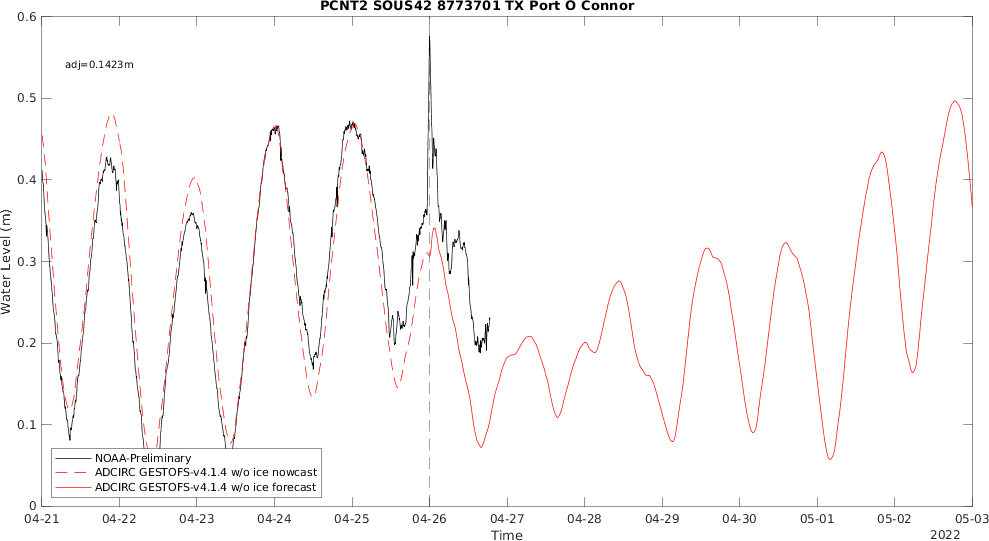 PCNT2 SOUS42 8773701 TX Port O Connor
adj=0.1423m
0.6
0.5
0.4
0.3
0.2
0.1
0
Water Level (m)
NOAA-Preliminary
ADCIRC GESTOFS-v4.1.4 w/o ice nowcast
ADCIRC GESTOFS-v4.1.4 w/o ice forecast
04-21 04-22 04-23 04-24 04-25 04-26 04-27 04-28 04-29 04-30 05-01 05-02 05-03
Time
2022